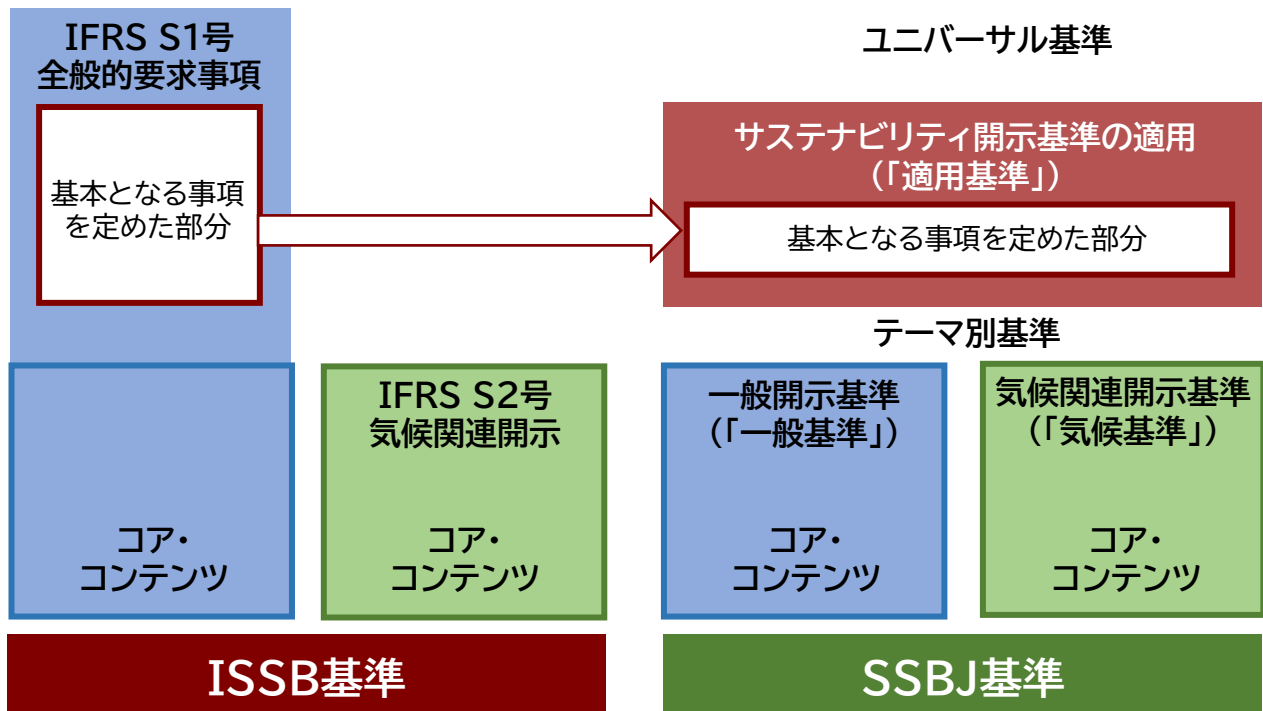 IFRS S1号
全般的要求事項
基本となる事項
を定めた部分
ユニバーサル基準
サステナビリティ開示基準の適用
(「適用基準」)
基本となる事項を定めた部分
テーマ別基準
コア・
コンテンツ
IFRS S2号
気候関連開示
コア・
コンテンツ
一般開示基準
(「一般基準」)
コア・
コンテンツ
気候関連開示基準
(「気候基準」)
コア・
コンテンツ
ISSB基準
SSBJ基準